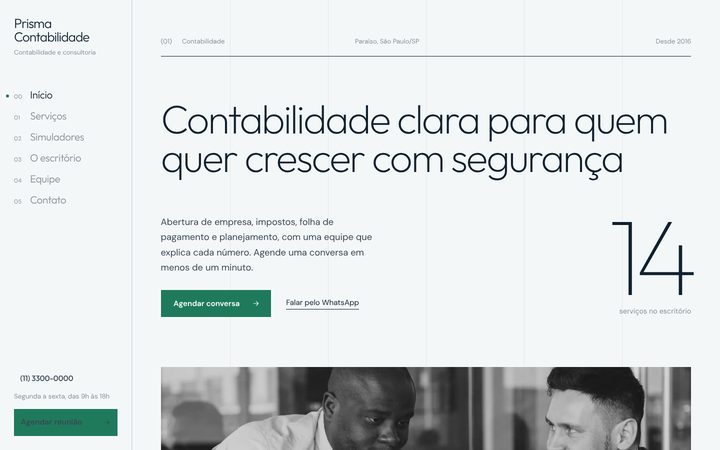 Prisma
Contabilidade
Contabilidade e consultoria
00 Início
01 Serviços
02 Simuladores
03 O escritório
04 Equipe
05 Contato
(11) 3300-0000
Segunda a sexta, das 9h às 18h
Agendar reunião →
(01) Contabilidade Paraíso, São Paulo/SP Desde 2016
Contabilidade clara para quem
quer crescer com segurança
Abertura de empresa, impostos, folha de
pagamento e planejamento, com uma equipe que
explica cada número. Agende uma conversa em
menos de um minuto.
Agendar conversa → Falar pelo WhatsApp
14
serviços no escritório